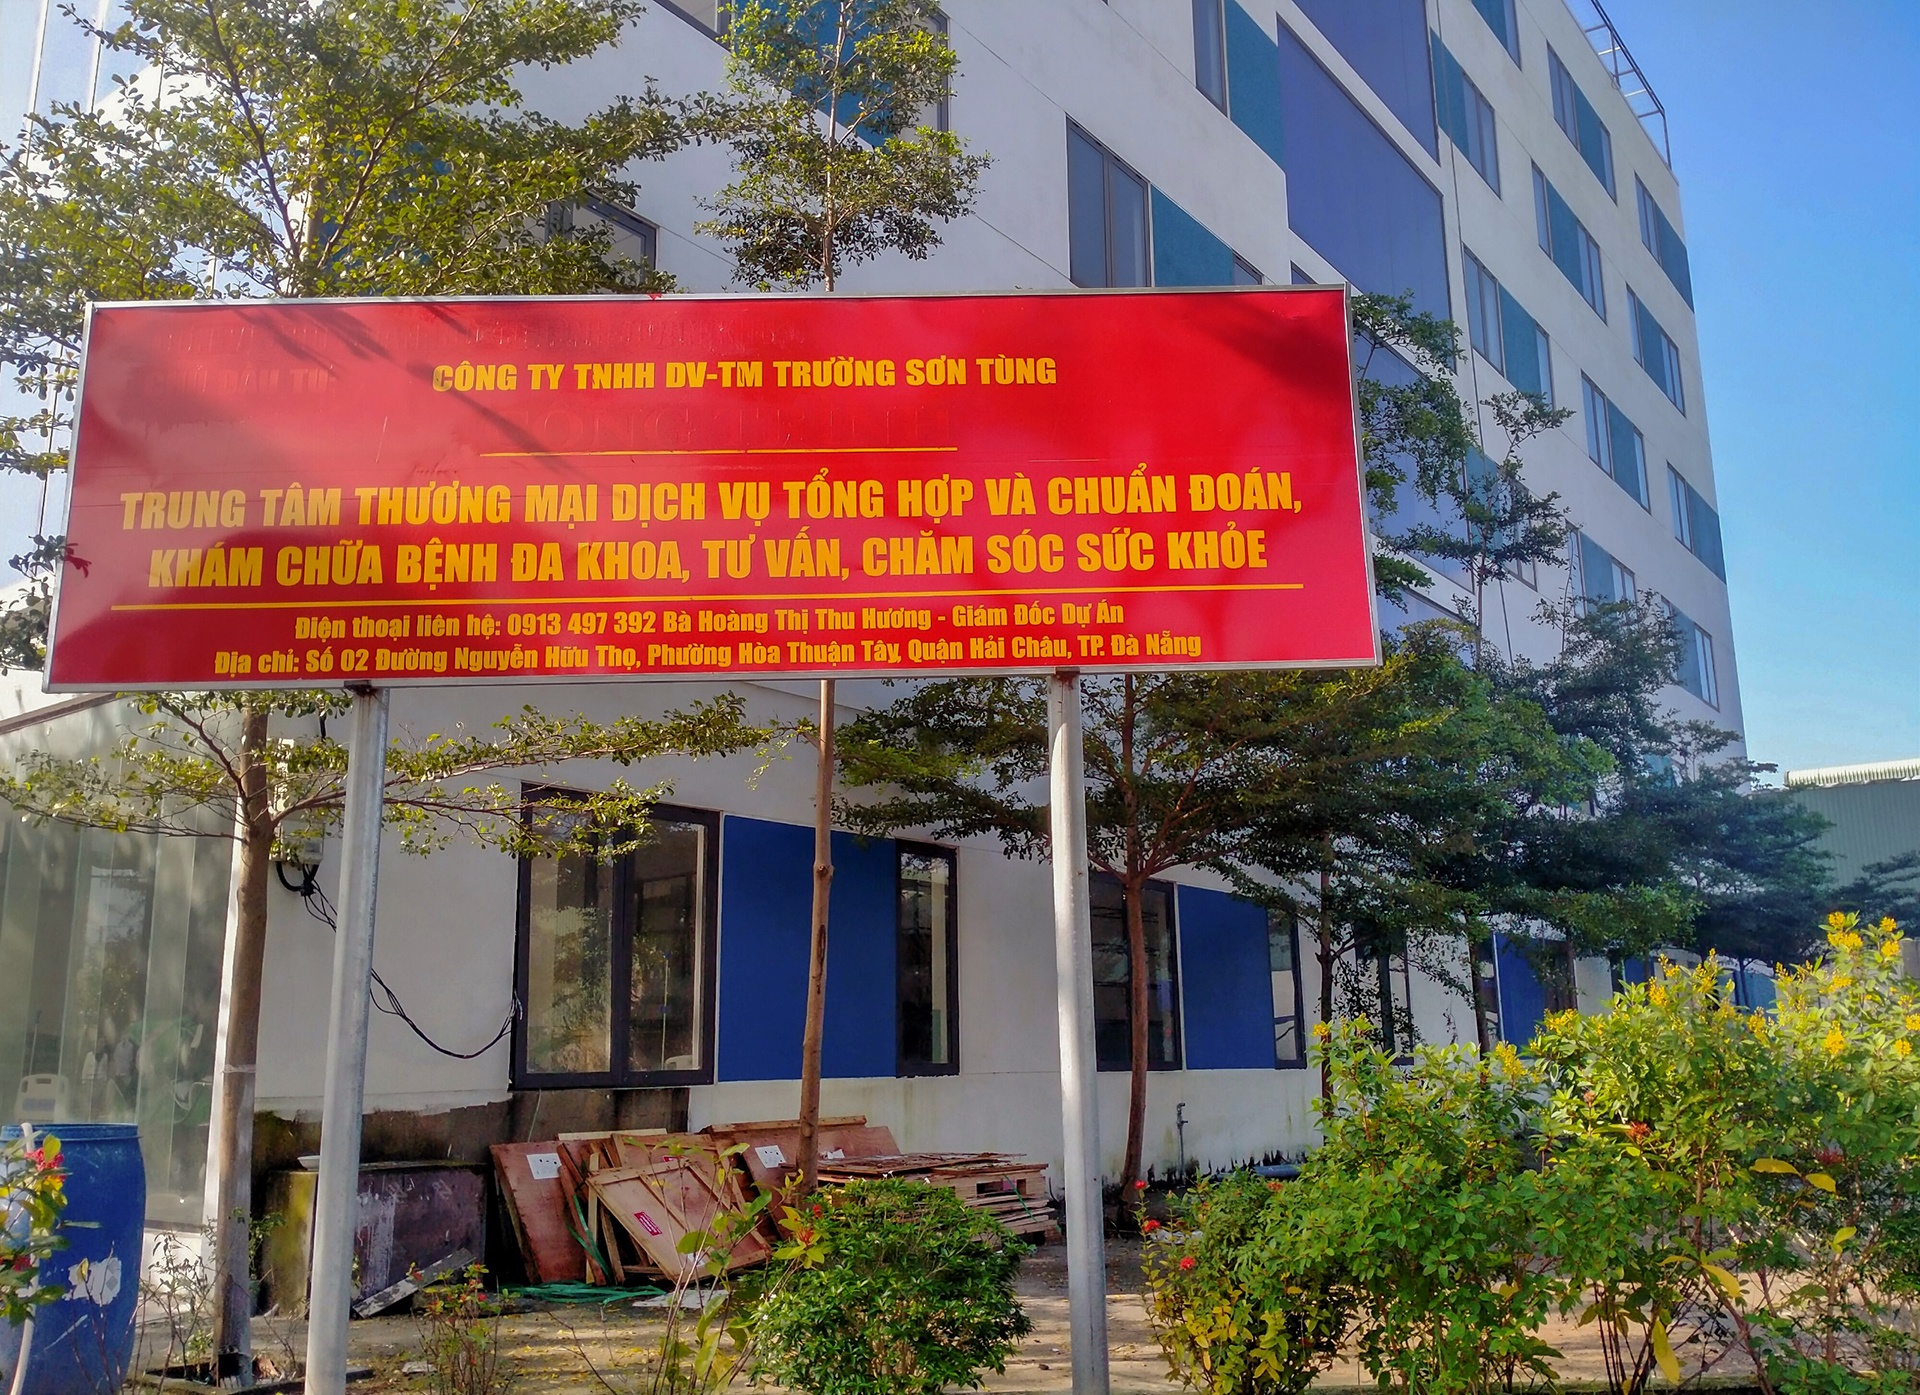 CÔNG TY TNHH DV-TM TRƯỜNG SƠN TÙNG
TRUNG TÂM THƯƠNG MẠI DỊCH VỤ TỔNG HỢP VÀ CHUẨN ĐOÁN,
KHÁM CHỮA BỆNH ĐA KHOA, TƯ VẤN, CHĂM SÓC SỨC KHỎE
Điện thoại liên hệ: 0913 497 392 Bà Hoàng Thị Thu Hương - Giám Đốc Dự Án
Địa chỉ: Số 02 Đường Nguyễn Hữu Thọ, Phường Hòa Thuận Tây, Quận Hải Châu, TP. Đà Nẵng